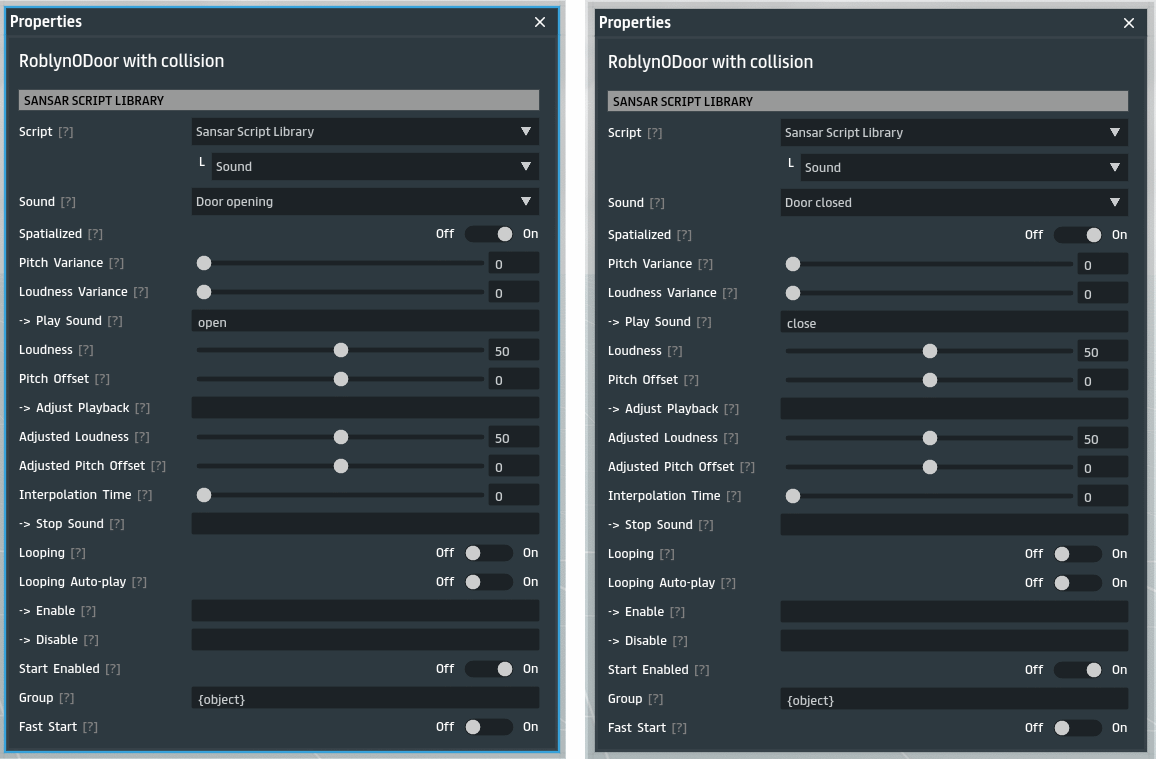 Properties ×
RoblynODoor with collision
SANSAR SCRIPT LIBRARY
Script [?] Sansar Script Library
Sound
Sound [?] Door opening
Spatialized [?] Off On
Pitch Variance [?] 0
Loudness Variance [?] 0
-> Play Sound [?] open
Loudness [?] 50
Pitch Offset [?] 0
-> Adjust Playback [?]
Adjusted Loudness [?] 50
Adjusted Pitch Offset [?] 0
Interpolation Time [?] 0
-> Stop Sound [?]
Looping [?] Off On
Looping Auto-play [?] Off On
-> Enable [?]
-> Disable [?]
Start Enabled [?] Off On
Group [?] {object}
Fast Start [?] Off On
Properties ×
RoblynODoor with collision
SANSAR SCRIPT LIBRARY
Script [?] Sansar Script Library
Sound
Sound [?] Door closed
Spatialized [?] Off On
Pitch Variance [?] 0
Loudness Variance [?] 0
-> Play Sound [?] close
Loudness [?] 50
Pitch Offset [?] 0
-> Adjust Playback [?]
Adjusted Loudness [?] 50
Adjusted Pitch Offset [?] 0
Interpolation Time [?] 0
-> Stop Sound [?]
Looping [?] Off On
Looping Auto-play [?] Off On
-> Enable [?]
-> Disable [?]
Start Enabled [?] Off On
Group [?] {object}
Fast Start [?] Off On